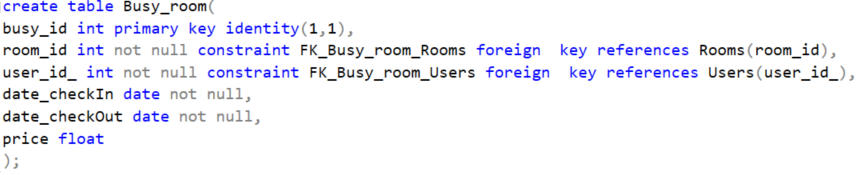 create table Busy_room(
busy_id int primary key identity(1,1),
room_id int not null constraint FK_Busy_room_Rooms foreign  key references Rooms(room_id),
user_id_ int not null constraint FK_Busy_room_Users foreign  key references Users(user_id_),
date_checkIn date not null,
date_checkOut date not null,
price float
);